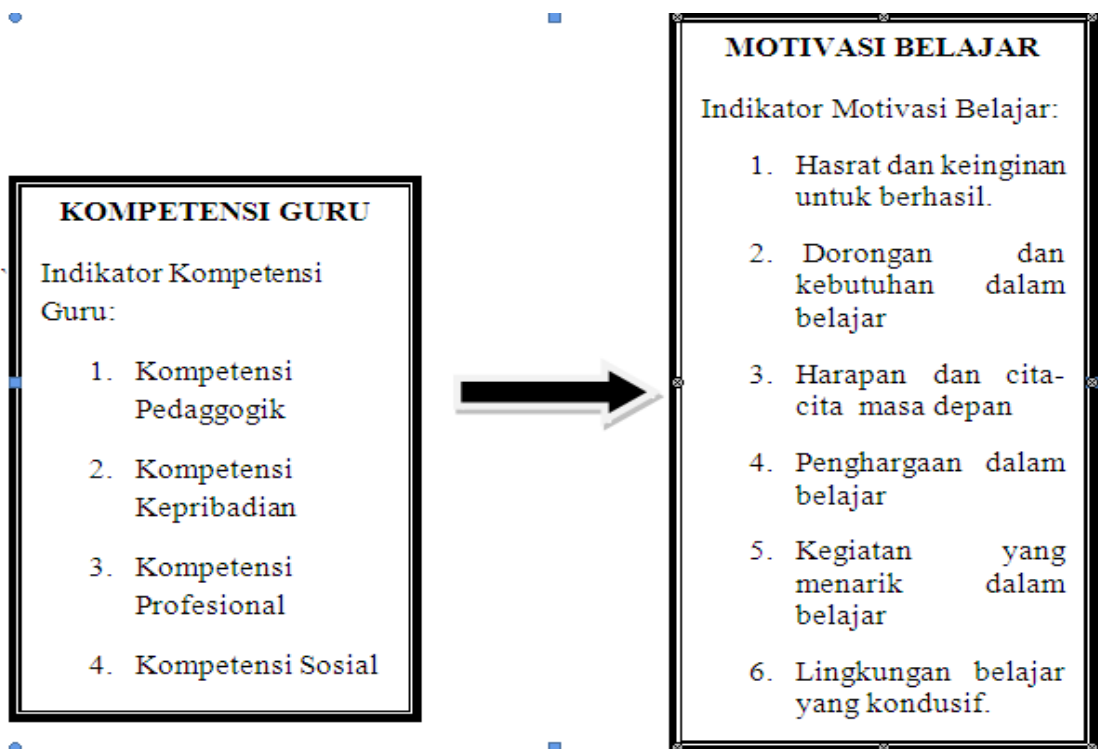 KOMPETENSI GURU
Indikator Kompetensi
Guru:
1. Kompetensi
Pedaggogik
2. Kompetensi
Kepribadian
3. Kompetensi
Profesional
4. Kompetensi Sosial
MOTIVASI BELAJAR
Indikator Motivasi Belajar:
1. Hasrat dan keinginan
untuk berhasil.
2. Dorongan dan
kebutuhan dalam
belajar
3. Harapan dan cita-
cita masa depan
4. Penghargaan dalam
belajar
5. Kegiatan yang
menarik dalam
belajar
6. Lingkungan belajar
yang kondusif.